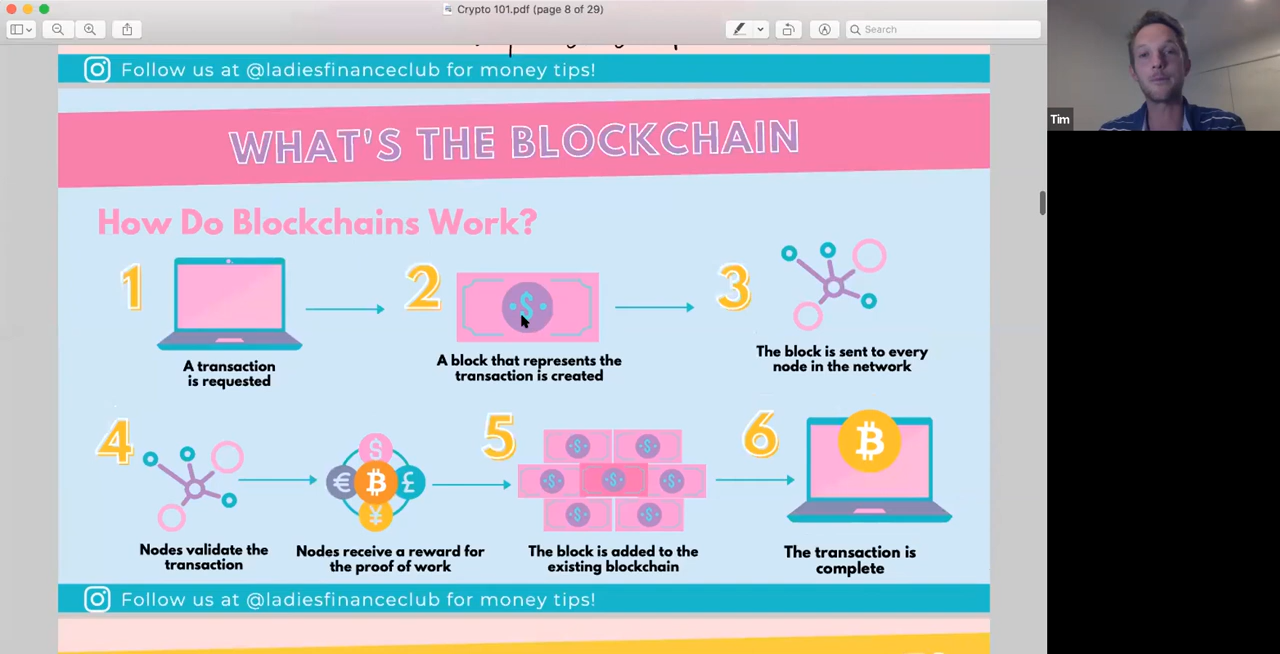 Crypto 101.pdf (page 8 of 29)
Search
Follow us at @ladiesfinanceclub for money tips!
Tim
WHAT'S THE BLOCKCHAIN
How Do Blockchains Work?
1
A transaction
is requested
2
$
A block that represents the
transaction is created
3
The block is sent to every
node in the network
4
Nodes validate the
transaction
$
€ ₿ £
¥
Nodes receive a reward for
the proof of work
5
$ $
$ $ $
$ $
The block is added to the
existing blockchain
6
₿
The transaction is
complete
Follow us at @ladiesfinanceclub for money tips!